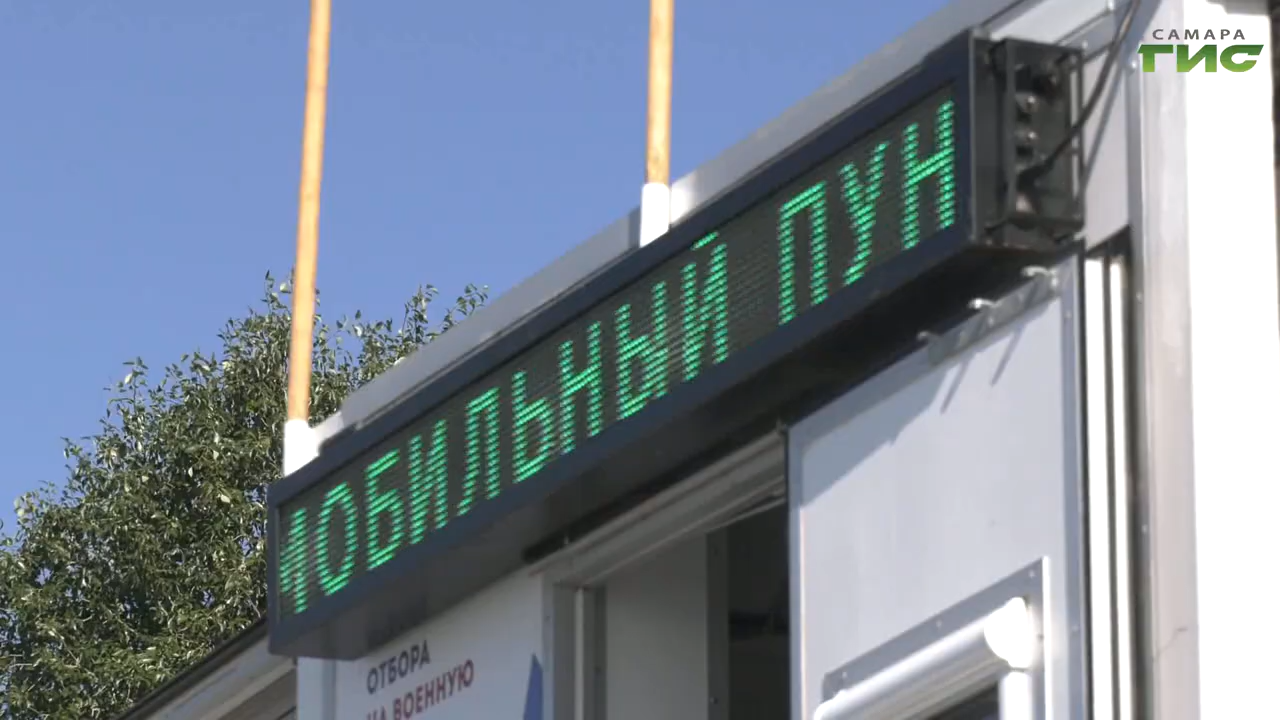 САМАРА
ГИС
МОБИЛЬНЫЙ ПУН
ОТБОРА
НА ВОЕННУЮ